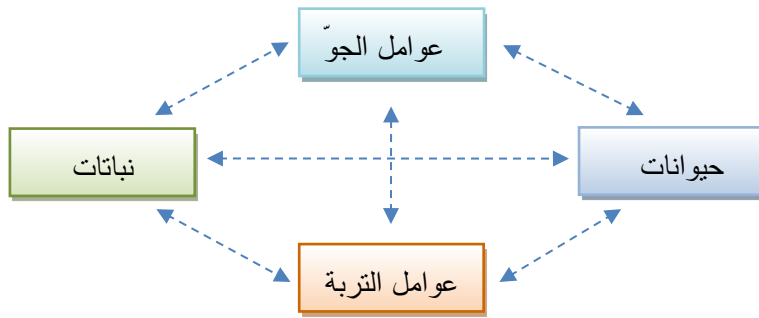 عوامل الجوّ
حيوانات
نباتات
عوامل التربة